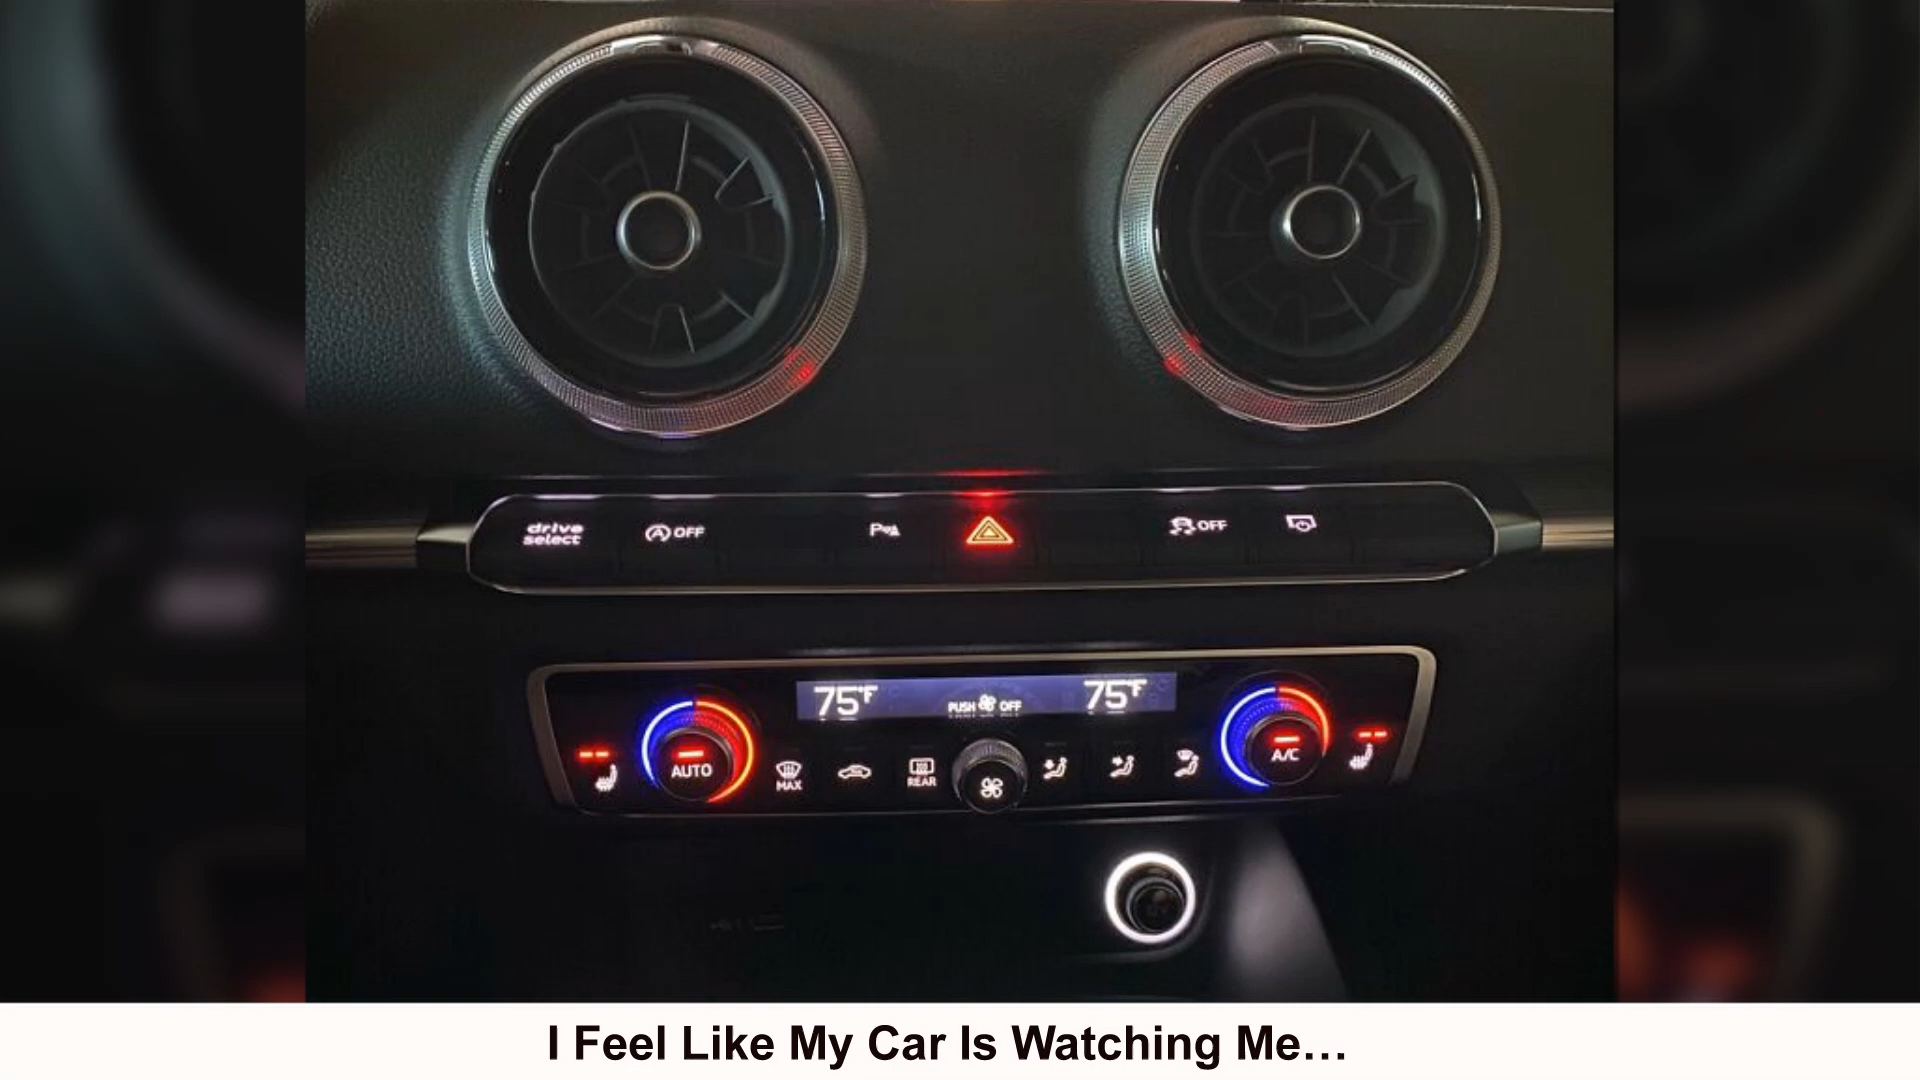 drive
select
A OFF
P
OFF
75°F
PUSH OFF
75°F
AUTO
MAX
REAR
A/C
I Feel Like My Car Is Watching Me…